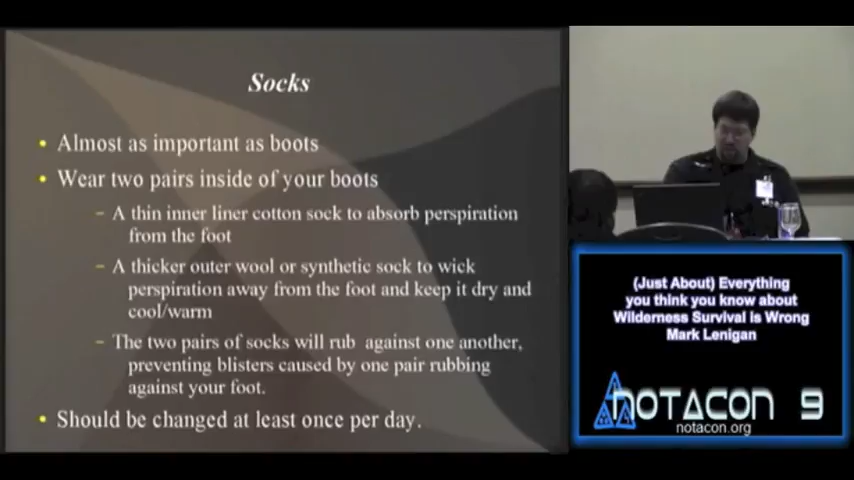 Socks
Almost as important as boots
Wear two pairs inside of your boots
– A thin inner liner cotton sock to absorb perspiration
from the foot
– A thicker outer wool or synthetic sock to wick
perspiration away from the foot and keep it dry and
cool/warm
– The two pairs of socks will rub against one another,
preventing blisters caused by one pair rubbing
against your foot.
Should be changed at least once per day.
(Just About) Everything
you think you know about
Wilderness Survival is Wrong
Mark Lenigan
NOTACON 9
notacon.org